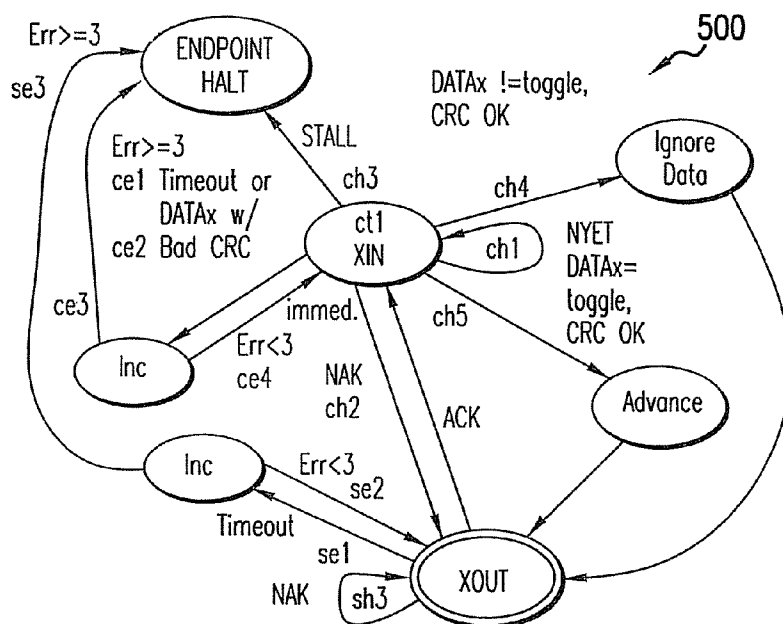 500
Err>=3
se3
ENDPOINT
HALT
DATAx !=toggle,
CRC OK
STALL
ch3
Ignore
Data
ch4
Err>=3
ce1 Timeout or
DATAx w/
ce2 Bad CRC
ct1
XIN
ch1
NYET
DATAx=
toggle,
CRC OK
ce3
immed.
ch5
Inc
Err<3
ce4
NAK
ch2
ACK
Advance
Inc
Err<3
se2
Timeout
se1
NAK
sh3
XOUT